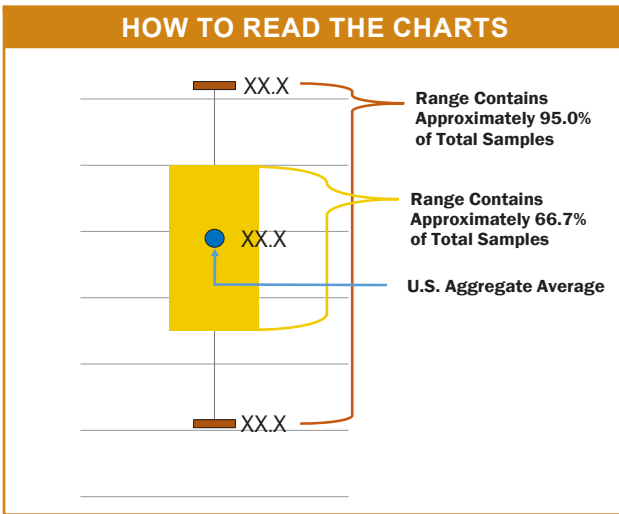 HOW TO READ THE CHARTS
XX.X
Range Contains
Approximately 95.0%
of Total Samples
Range Contains
Approximately 66.7%
of Total Samples
XX.X
U.S. Aggregate Average
XX.X